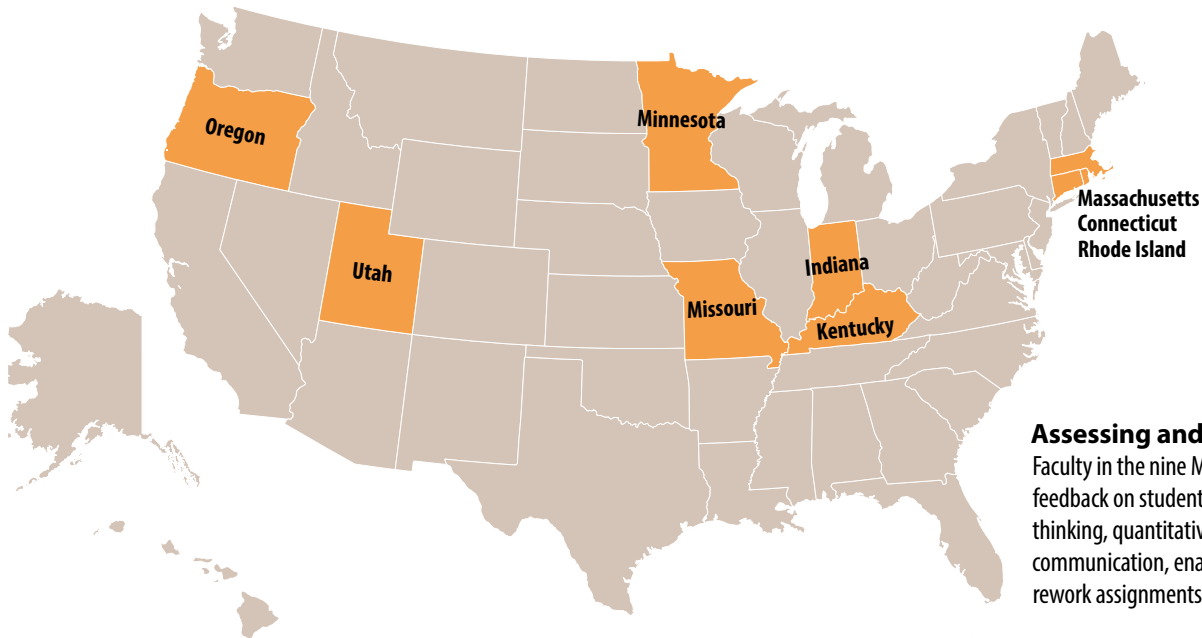 Oregon
Minnesota
Massachusetts
Connecticut
Rhode Island
Utah
Indiana
Missouri
Kentucky
Assessing and
Faculty in the nine M
feedback on student
thinking, quantitativ
communication, ena
rework assignments